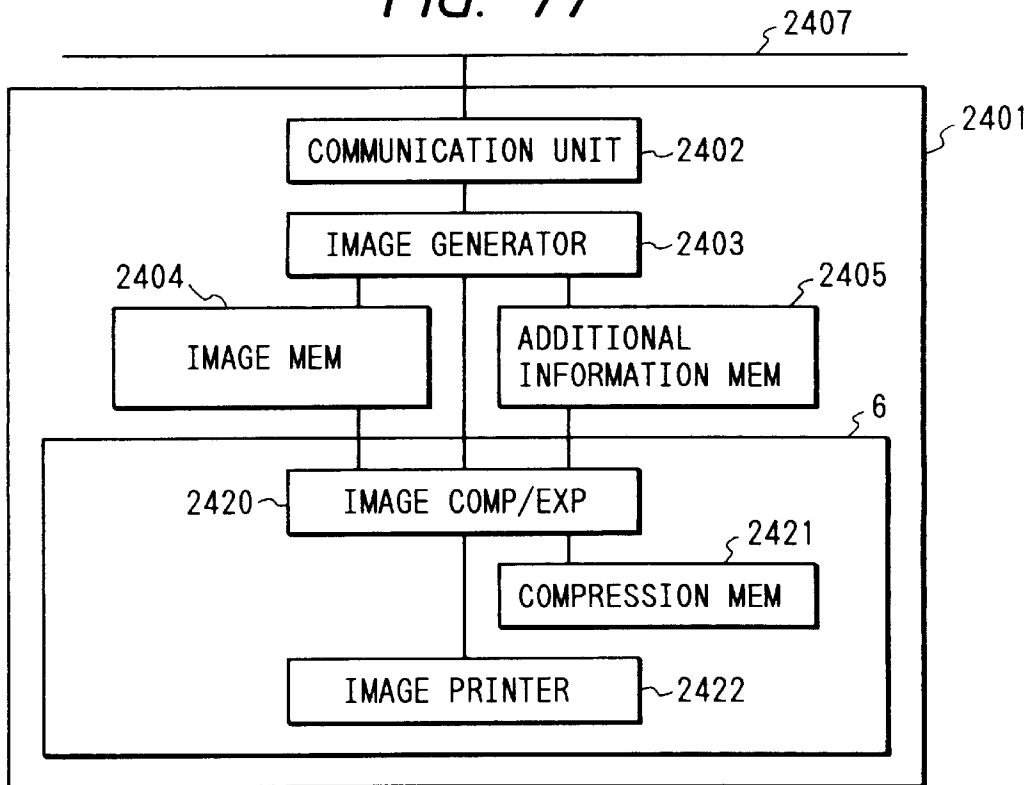 FIG.
2407
2401
COMMUNICATION UNIT 2402
IMAGE GENERATOR 2403
2404
2405
IMAGE MEM
ADDITIONAL
INFORMATION MEM
6
2420 IMAGE COMP/EXP
2421
COMPRESSION MEM
IMAGE PRINTER 2422